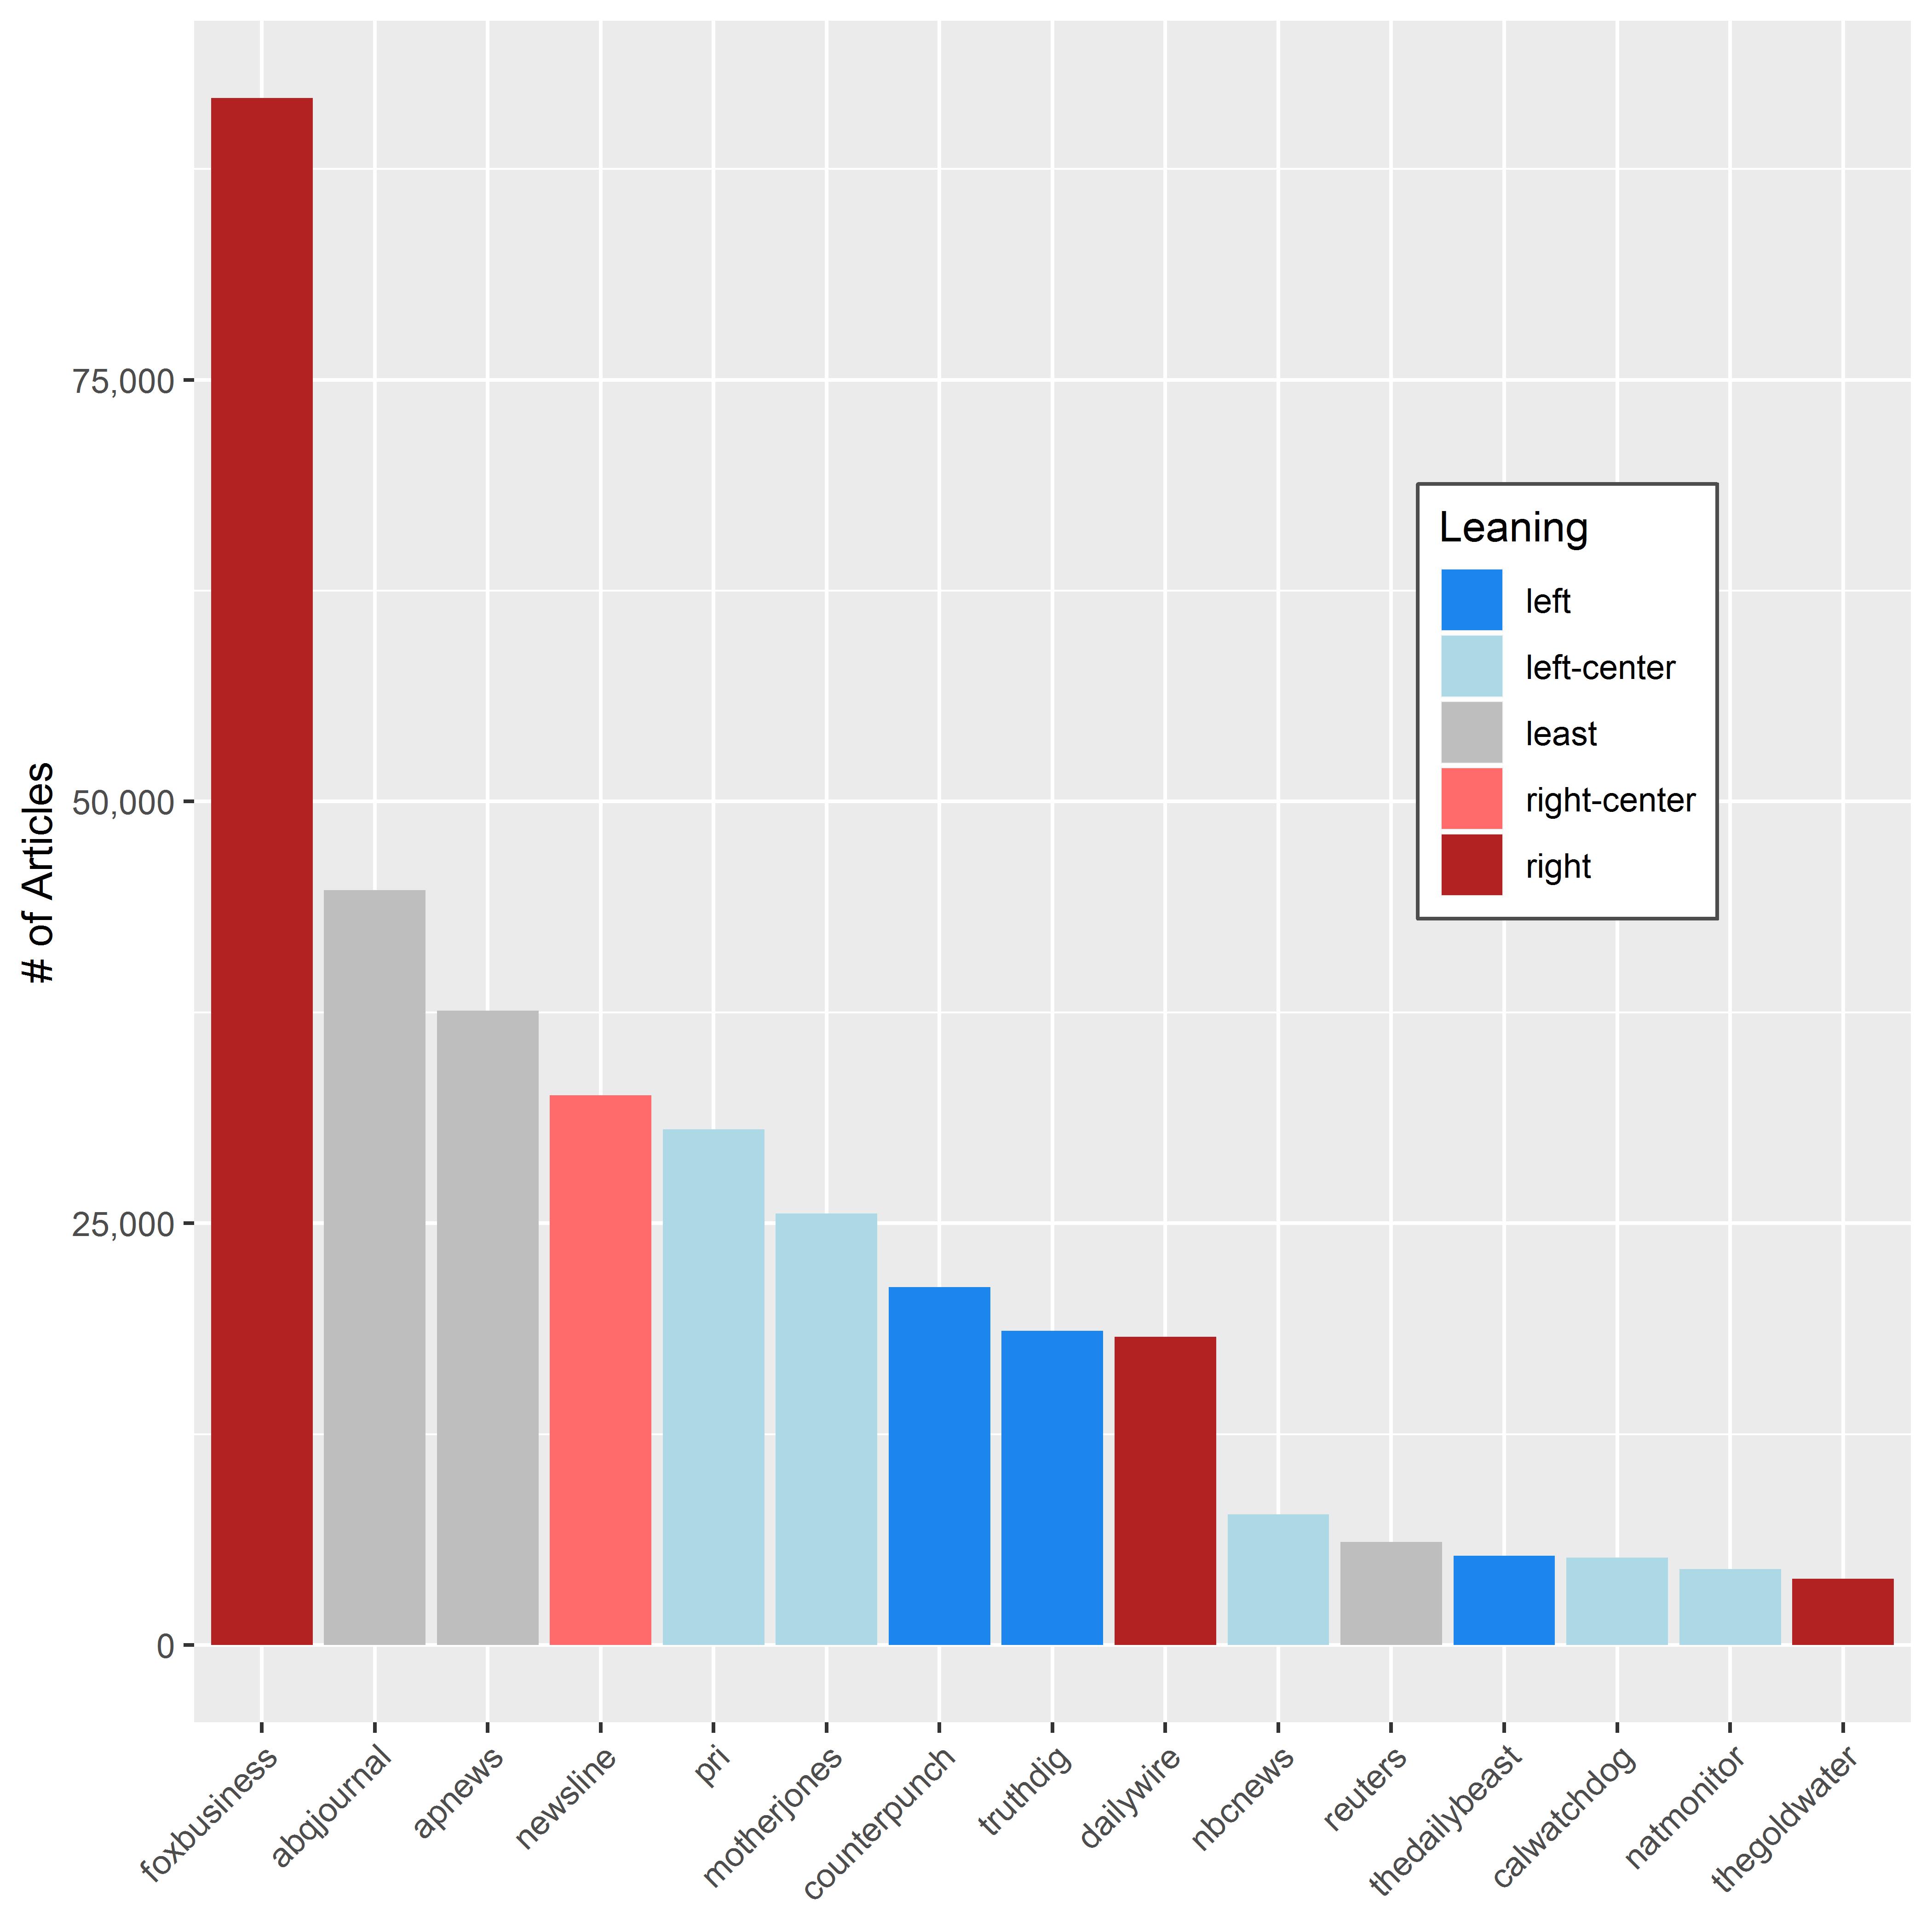 # of Articles
75,000
50,000
25,000
0
Leaning
left
left-center
least
right-center
right
foxbusiness
abqjournal
apnews
newsline
pri
motherjones
counterpunch
truthdig
dailywire
nbcnews
reuters
thedailybeast
calwatchdog
natmonitor
thegoldwater